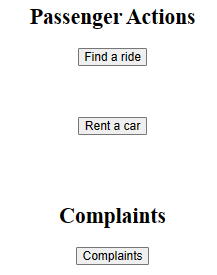 Passenger Actions
Find a ride
Rent a car
Complaints
Complaints